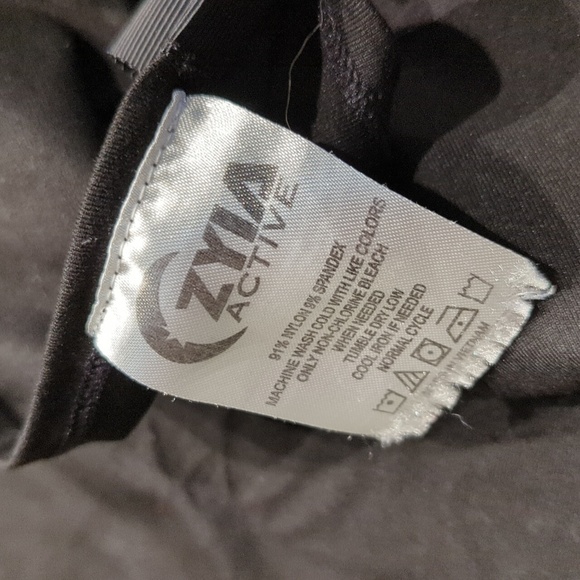 ZYIA
ACTIVE
91% NYLON 9% SPANDEX
MACHINE WASH COLD WITH LIKE COLORS
ONLY NON-CHLORINE BLEACH
WHEN NEEDED
TUMBLE DRY LOW
COOL IRON IF NEEDED
NORMAL CYCLE
VIETNAM